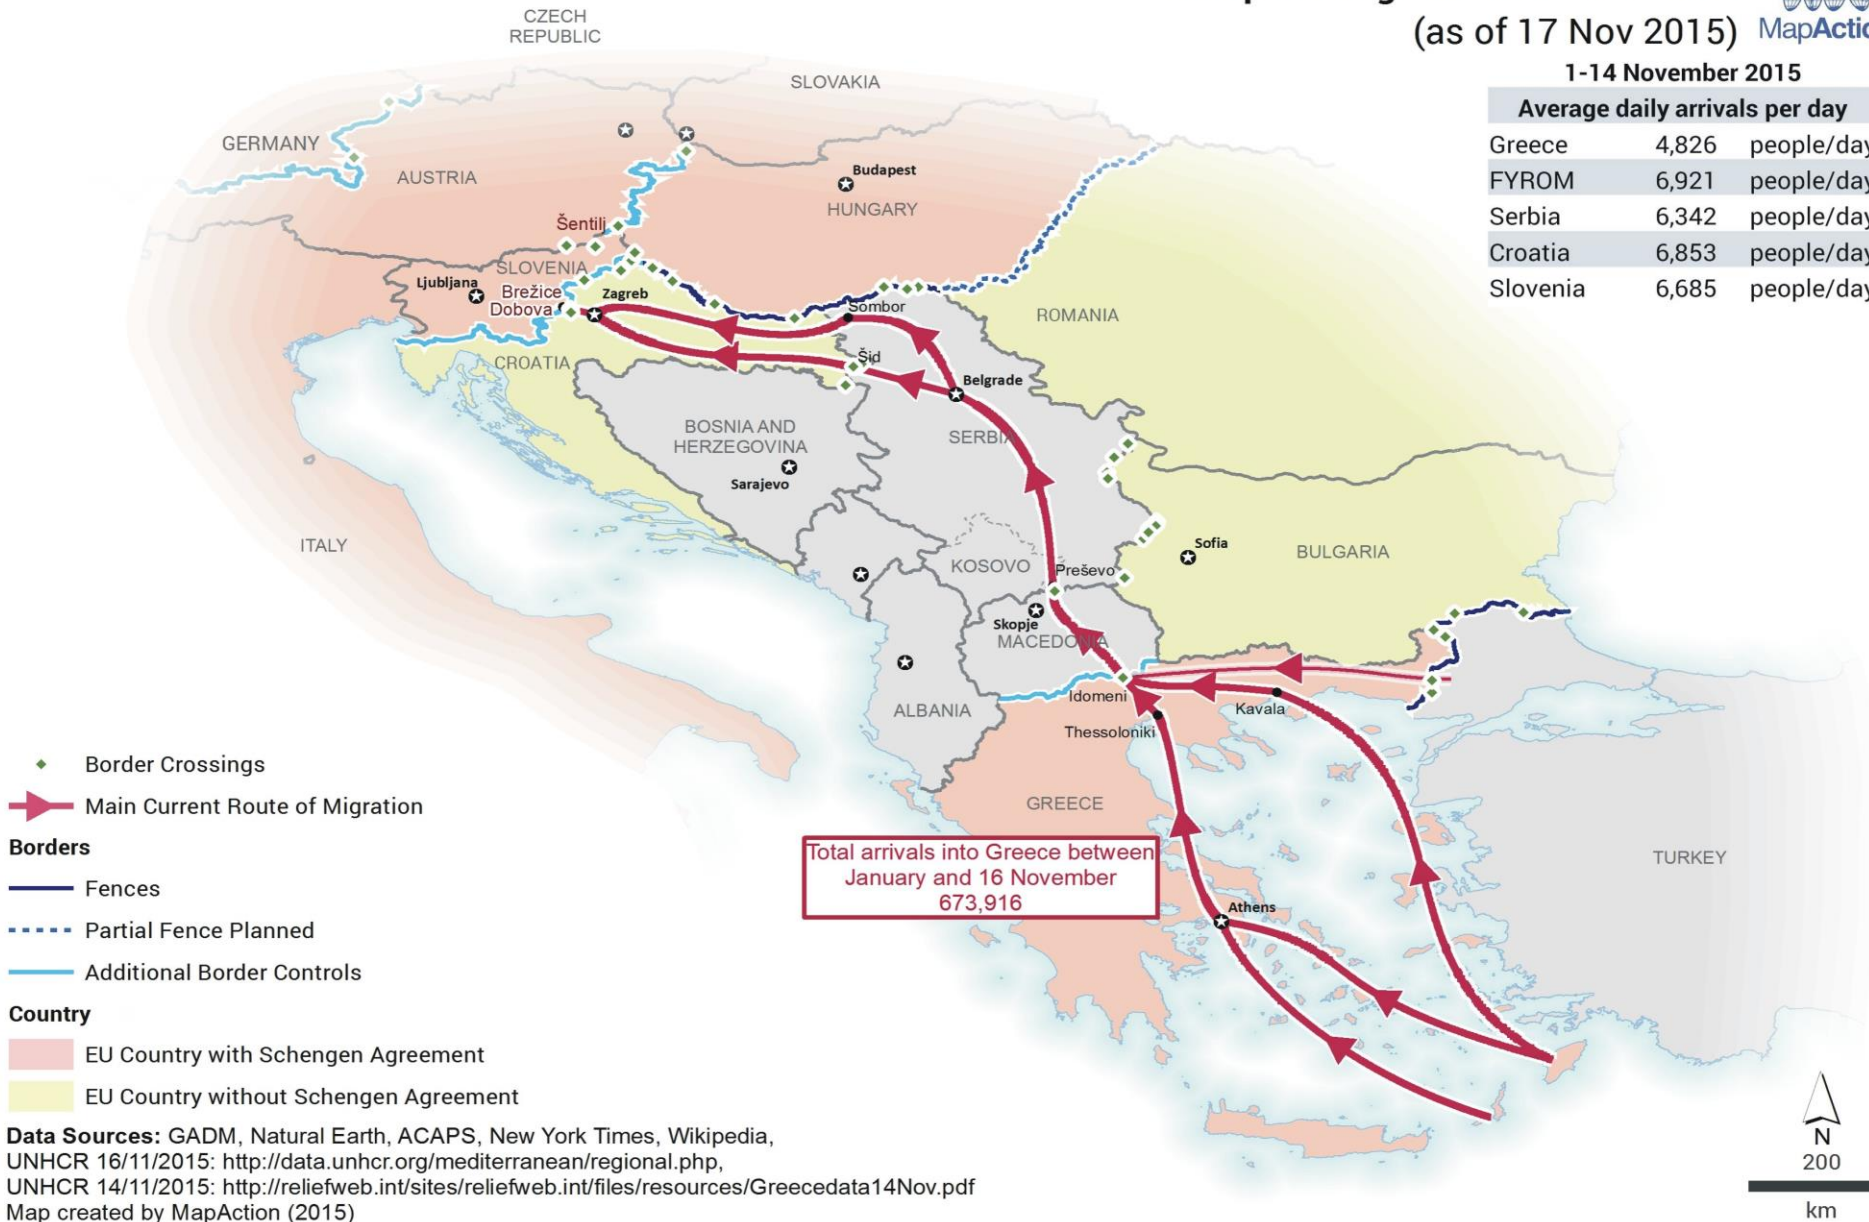 (as of 17 Nov 2015)
1-14 November 2015
Average daily arrivals per day
Greece 4,826 people/day
FYROM 6,921 people/day
Serbia 6,342 people/day
Croatia 6,853 people/day
Slovenia 6,685 people/day
CZECH
REPUBLIC
SLOVAKIA
GERMANY
AUSTRIA
Budapest
HUNGARY
Šentilj
SLOVENIA
Ljubljana
Brežice
Dobova
Zagreb
Sombor
ROMANIA
CROATIA
Šid
Belgrade
BOSNIA AND
HERZEGOVINA
SERBIA
Sarajevo
ITALY
Sofia
BULGARIA
KOSOVO
Preševo
Skopje
MACEDONIA
Idomeni
Kavala
ALBANIA
Thessoloniki
GREECE
TURKEY
Total arrivals into Greece between
January and 16 November
673,916
Athens
Border Crossings
Main Current Route of Migration
Borders
Fences
Partial Fence Planned
Additional Border Controls
Country
EU Country with Schengen Agreement
EU Country without Schengen Agreement
Data Sources: GADM, Natural Earth, ACAPS, New York Times, Wikipedia,
UNHCR 16/11/2015: http://data.unhcr.org/mediterranean/regional.php,
UNHCR 14/11/2015: http://reliefweb.int/sites/reliefweb.int/files/resources/Greecedata14Nov.pdf
Map created by MapAction (2015)
N
200
km